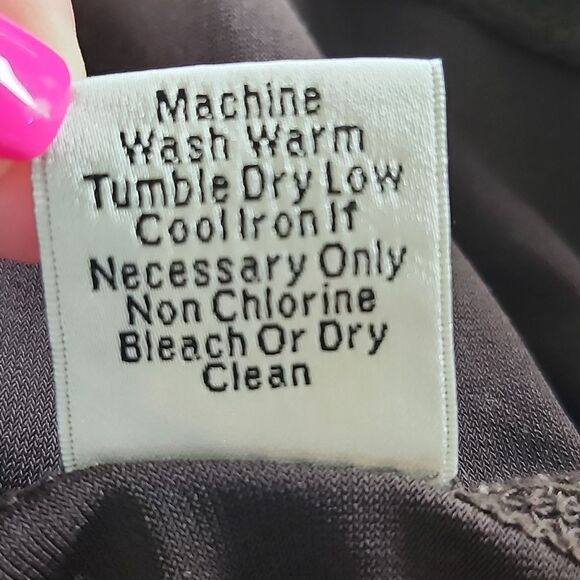 Machine
Wash Warm
Tumble Dry Low
Cool Iron If
Necessary Only
Non Chlorine
Bleach Or Dry
Clean